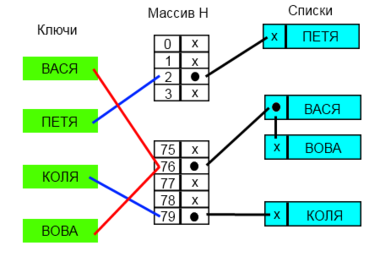 Ключи
Массив H
Списки
ВАСЯ
ПЕТЯ
КОЛЯ
ВОВА
0 x
1 x
2
3 x
75 x
76
77 x
78 x
79
x ПЕТЯ
ВАСЯ
x ВОВА
x КОЛЯ